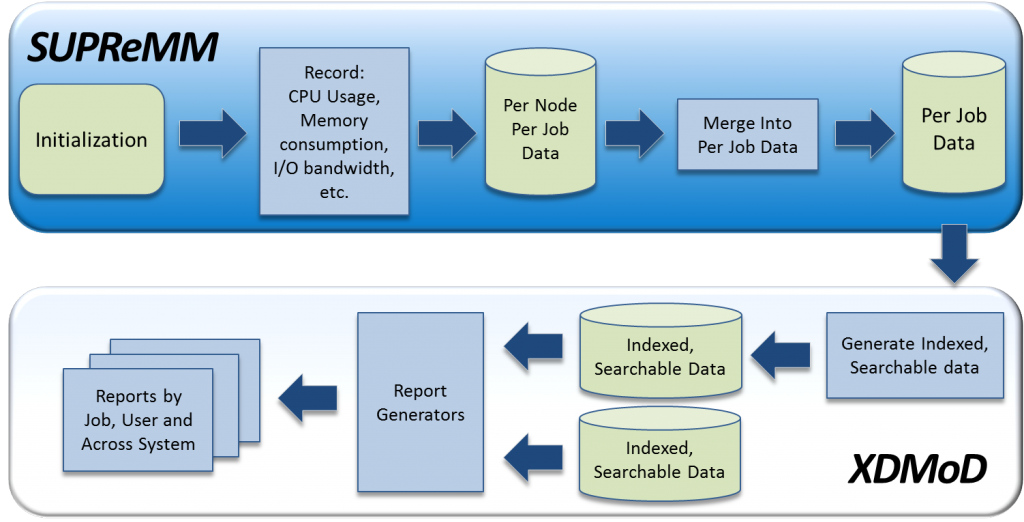 SUPReMM
Initialization
Record:
CPU Usage,
Memory
consumption,
I/O bandwidth,
etc.
Per Node
Per Job
Data
Merge Into
Per Job Data
Per Job
Data
Generate Indexed,
Searchable data
Indexed,
Searchable Data
Indexed,
Searchable Data
Report
Generators
Reports by
Job, User and
Across System
XDMoD